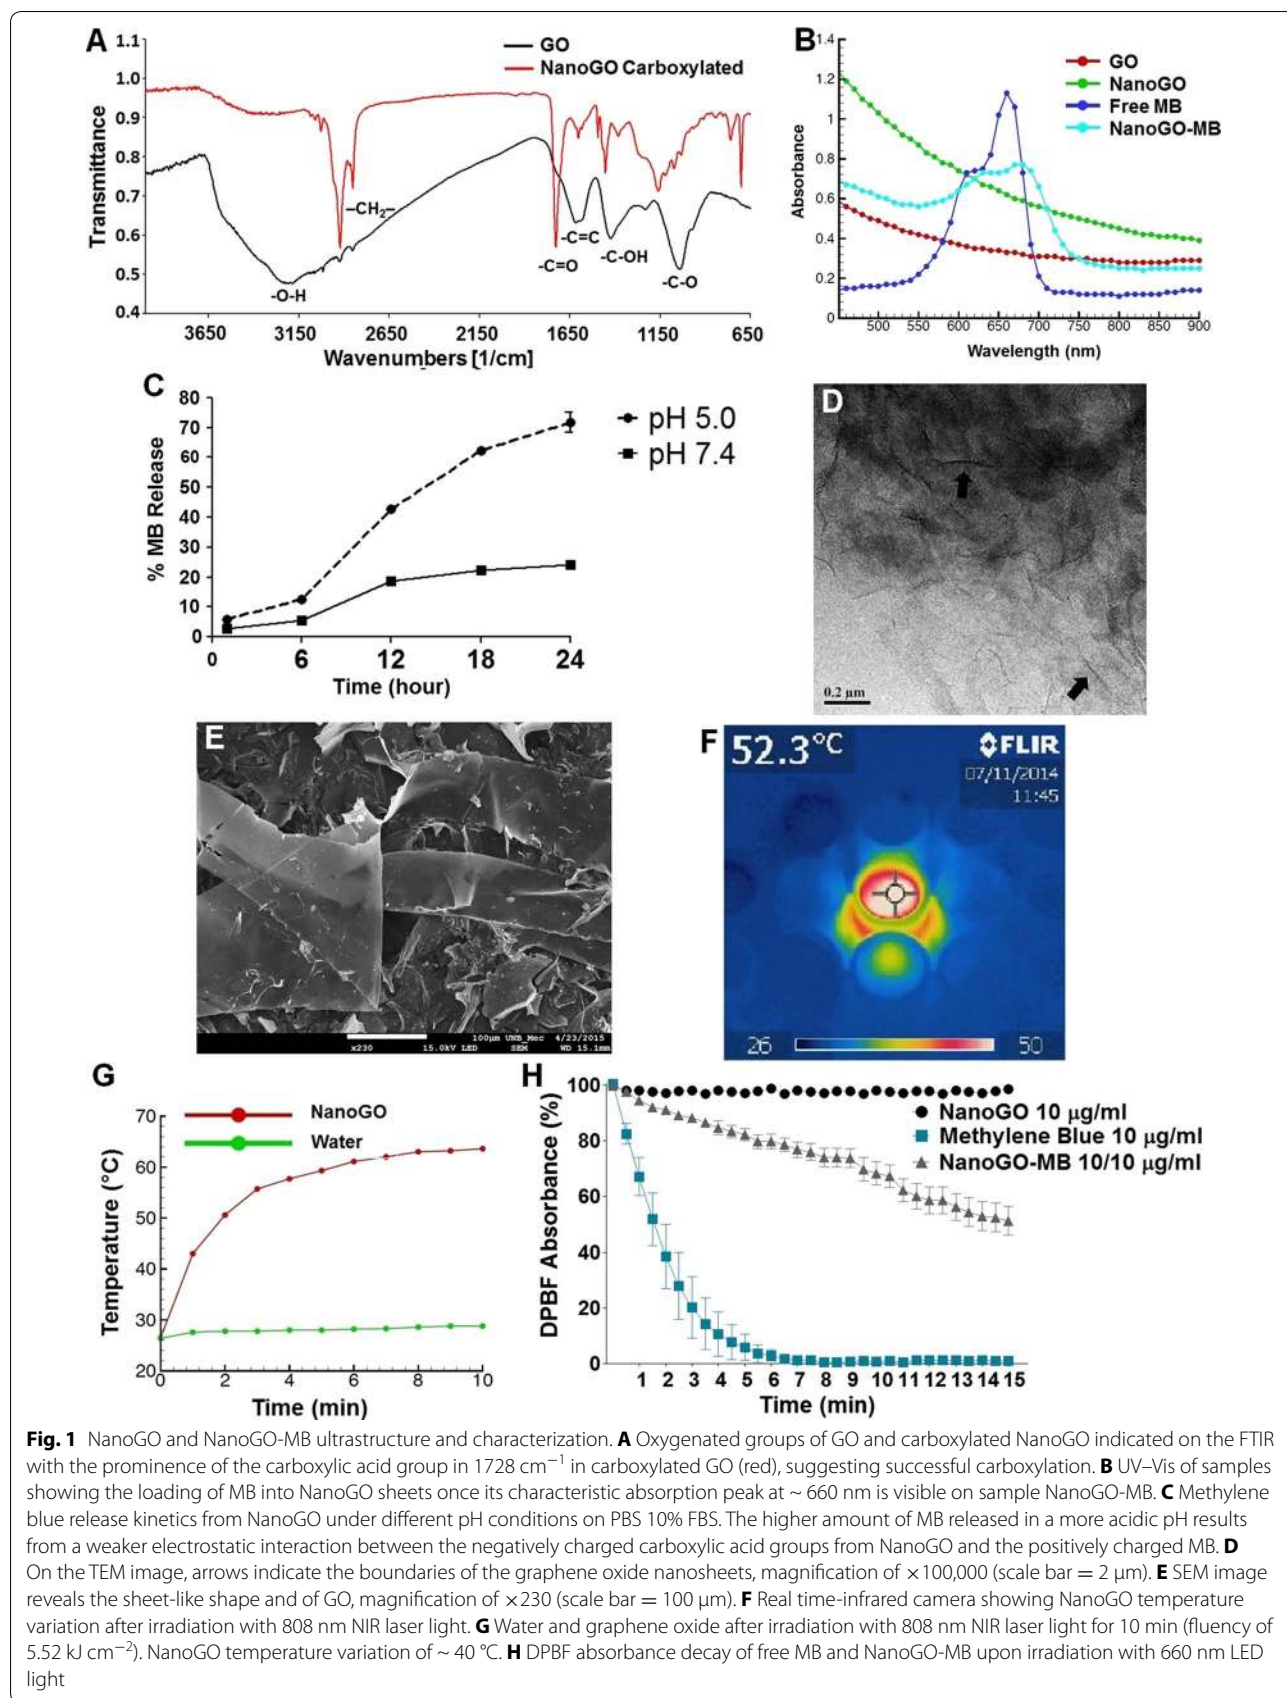 A
1.1
1.0
0.9
0.8
0.7
0.6
0.5
0.4
Transmittance
GO
NanoGO Carboxylated
–CH₂–
-O-H
-C=O
-C=C
-C-OH
-C-O
3650 3150 2650 2150 1650 1150 650
Wavenumbers [1/cm]
B
1.4
1.2
1
0.8
0.6
0.4
0.2
0
Absorbance
GO
NanoGO
Free MB
NanoGO-MB
500 550 600 650 700 750 800 850 900
Wavelength (nm)
C
80
70
60
50
40
30
20
10
0
% MB Release
pH 5.0
pH 7.4
0 6 12 18 24
Time (hour)
D
0.2 µm
E
100µm UNB_Mec 4/23/2015
x230 15.0kV LED SEM WD 15.1mm
F
52.3°C
FLIR
07/11/2014
11:45
26 50
G
70
60
50
40
30
20
Temperature (°C)
NanoGO
Water
0 2 4 6 8 10
Time (min)
H
100
80
60
40
20
0
DPBF Absorbance (%)
NanoGO 10 µg/ml
Methylene Blue 10 µg/ml
NanoGO-MB 10/10 µg/ml
1 2 3 4 5 6 7 8 9 10 11 12 13 14 15
Time (min)
Fig. 1 NanoGO and NanoGO-MB ultrastructure and characterization. A Oxygenated groups of GO and carboxylated NanoGO indicated on the FTIR
with the prominence of the carboxylic acid group in 1728 cm⁻¹ in carboxylated GO (red), suggesting successful carboxylation. B UV–Vis of samples
showing the loading of MB into NanoGO sheets once its characteristic absorption peak at ~ 660 nm is visible on sample NanoGO-MB. C Methylene
blue release kinetics from NanoGO under different pH conditions on PBS 10% FBS. The higher amount of MB released in a more acidic pH results
from a weaker electrostatic interaction between the negatively charged carboxylic acid groups from NanoGO and the positively charged MB. D
On the TEM image, arrows indicate the boundaries of the graphene oxide nanosheets, magnification of ×100,000 (scale bar = 2 µm). E SEM image
reveals the sheet-like shape and of GO, magnification of ×230 (scale bar = 100 µm). F Real time-infrared camera showing NanoGO temperature
variation after irradiation with 808 nm NIR laser light. G Water and graphene oxide after irradiation with 808 nm NIR laser light for 10 min (fluency of
5.52 kJ cm⁻²). NanoGO temperature variation of ~ 40 °C. H DPBF absorbance decay of free MB and NanoGO-MB upon irradiation with 660 nm LED
light